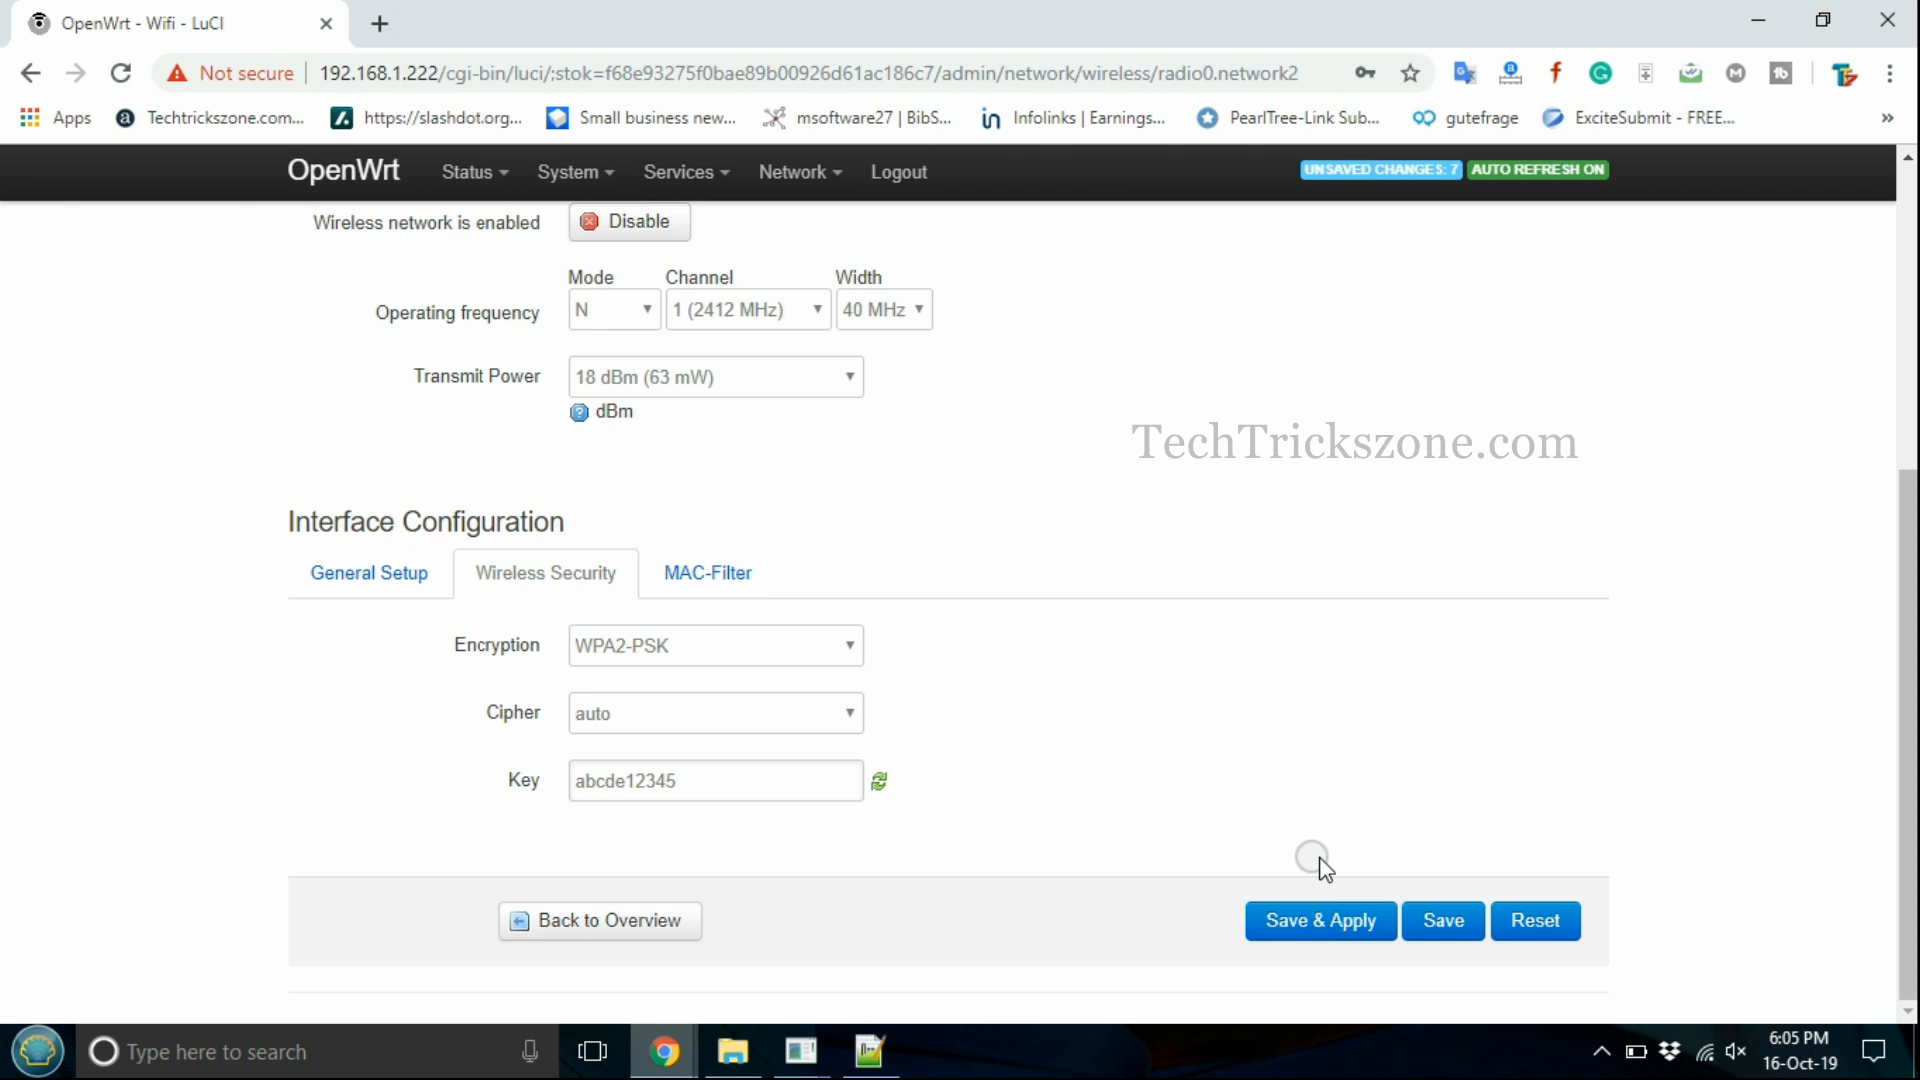 OpenWrt - Wifi - LuCI
Not secure
192.168.1.222/cgi-bin/luci/;stok=f68e93275f0bae89b00926d61ac186c7/admin/network/wireless/radio0.network2
Apps
Techtrickszone.com...
https://slashdot.org...
Small business new...
msoftware27 | BibS...
Infolinks | Earnings...
PearlTree-Link Sub...
gutefrage
ExciteSubmit - FREE...
»
OpenWrt
Status
System
Services
Network
Logout
UNSAVED CHANGES: 7
AUTO REFRESH ON
Wireless network is enabled
Disable
Mode
Channel
Width
Operating frequency
N
1 (2412 MHz)
40 MHz
Transmit Power
18 dBm (63 mW)
dBm
TechTrickszone.com
Interface Configuration
General Setup
Wireless Security
MAC-Filter
Encryption
WPA2-PSK
Cipher
auto
Key
abcde12345
Back to Overview
Save & Apply
Save
Reset
Type here to search
6:05 PM
16-Oct-19